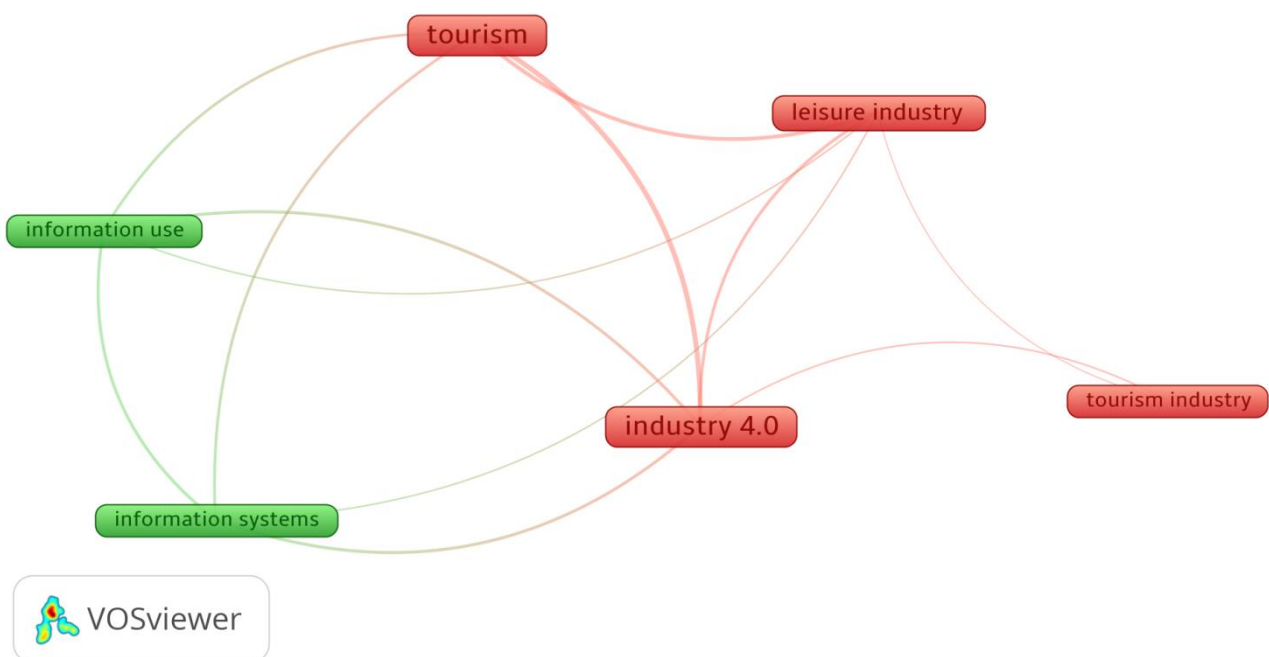 tourism
leisure industry
information use
tourism industry
industry 4.0
information systems
VOSviewer